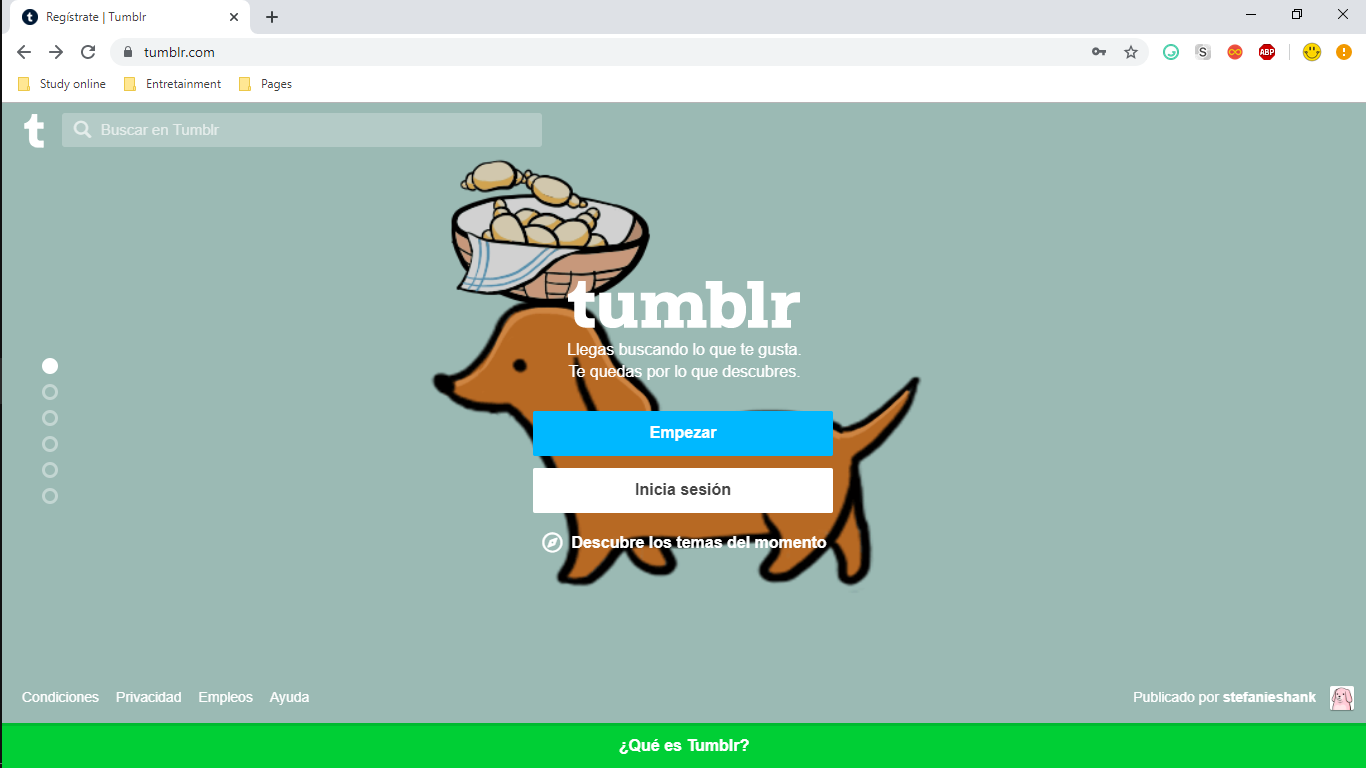 Regístrate | Tumblr
tumblr.com
S
ABP
Study online
Entretainment
Pages
t
Buscar en Tumblr
tumblr
Llegas buscando lo que te gusta.
Te quedas por lo que descubres.
Empezar
Inicia sesión
Descubre los temas del momento
Condiciones Privacidad Empleos Ayuda
Publicado por stefanieshank
¿Qué es Tumblr?